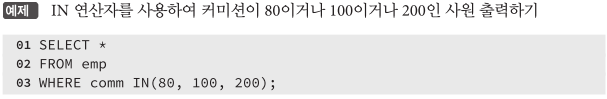 예제 IN 연산자를 사용하여 커미션이 80이거나 100이거나 200인 사원 출력하기
01 SELECT *
02 FROM emp
03 WHERE comm IN(80, 100, 200);